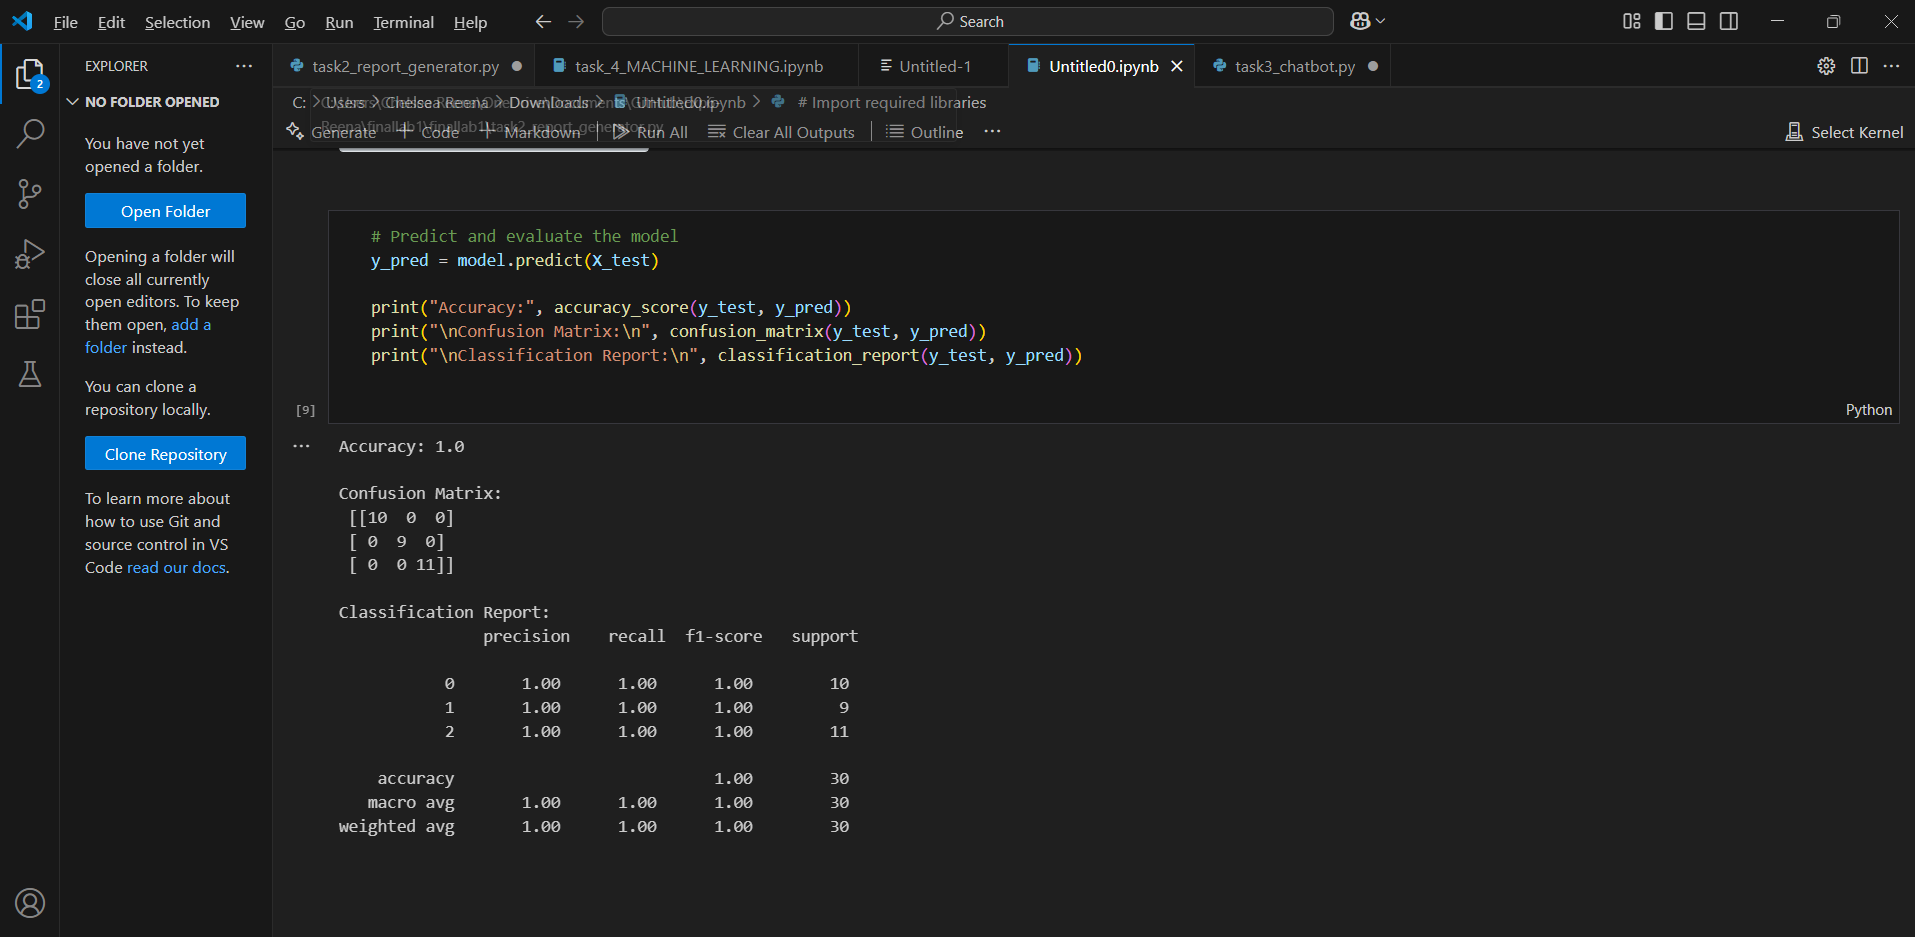 File Edit Selection View Go Run Terminal Help
Search
EXPLORER
task2_report_generator.py
task_4_MACHINE_LEARNING.ipynb
Untitled-1
Untitled0.ipynb
task3_chatbot.py
2
NO FOLDER OPENED
You have not yet
opened a folder.
Open Folder
Opening a folder will
close all currently
open editors. To keep
them open, add a
folder instead.
You can clone a
repository locally.
Clone Repository
To learn more about
how to use Git and
source control in VS
Code read our docs.
C: > Users > Chelsea Reena > Downloads > Untitled0.ipynb > # Import required libraries
Reena\finallab1\finallab1\task2_report_generator.py
Generate + Code + Markdown Run All Clear All Outputs Outline
Select Kernel
# Predict and evaluate the model
y_pred = model.predict(X_test)
print("Accuracy:", accuracy_score(y_test, y_pred))
print("\nConfusion Matrix:\n", confusion_matrix(y_test, y_pred))
print("\nClassification Report:\n", classification_report(y_test, y_pred))
[9]
Python
Accuracy: 1.0
Confusion Matrix:
[[10 0 0]
[ 0 9 0]
[ 0 0 11]]
Classification Report:
precision recall f1-score support
0 1.00 1.00 1.00 10
1 1.00 1.00 1.00 9
2 1.00 1.00 1.00 11
accuracy 1.00 30
macro avg 1.00 1.00 1.00 30
weighted avg 1.00 1.00 1.00 30